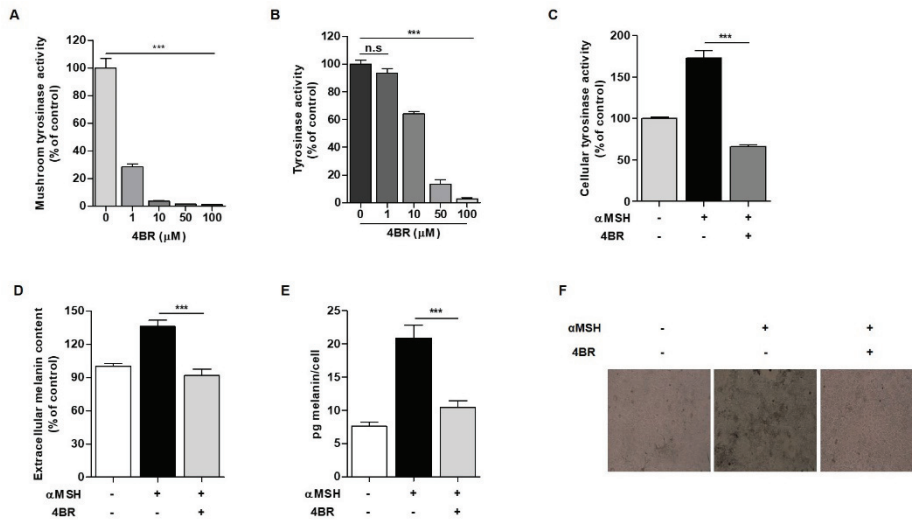 A
Mushroom tyrosinase activity
(% of control)
120
100
80
60
40
20
0
***
0 1 10 50 100
4BR (μM)
B
Tyrosinase activity
(% of control)
120
100
80
60
40
20
0
***
n.s
0 1 10 50 100
4BR (μM)
C
Cellular tyrosinase activity
(% of control)
200
150
100
50
0
***
αMSH - + +
4BR - - +
D
Extracellular melanin content
(% of control)
150
120
90
60
30
0
***
αMSH - + +
4BR - - +
E
pg melanin/cell
25
20
15
10
5
0
***
αMSH - + +
4BR - - +
F
αMSH - + +
4BR - - +